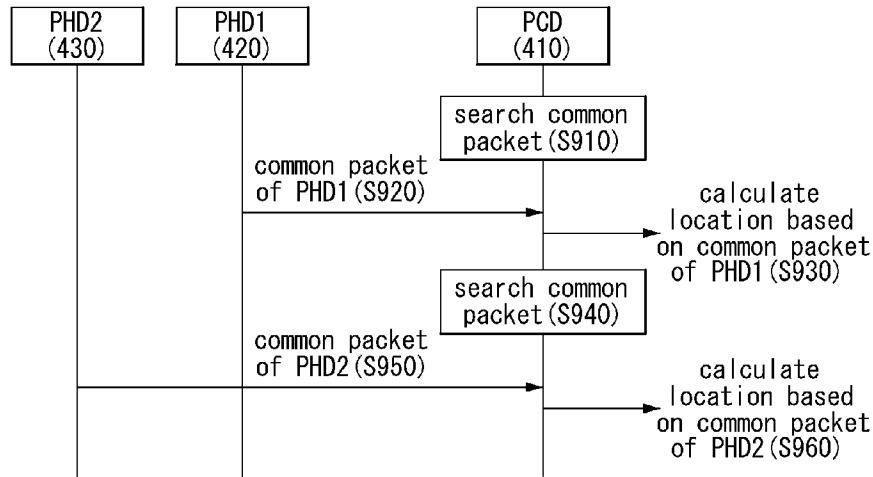 PHD2
(430)
PHD1
(420)
PCD
(410)
search common
packet(S910)
common packet
of PHD1(S920)
calculate
location based
on common packet
of PHD1(S930)
search common
packet(S940)
common packet
of PHD2(S950)
calculate
location based
on common packet
of PHD2(S960)